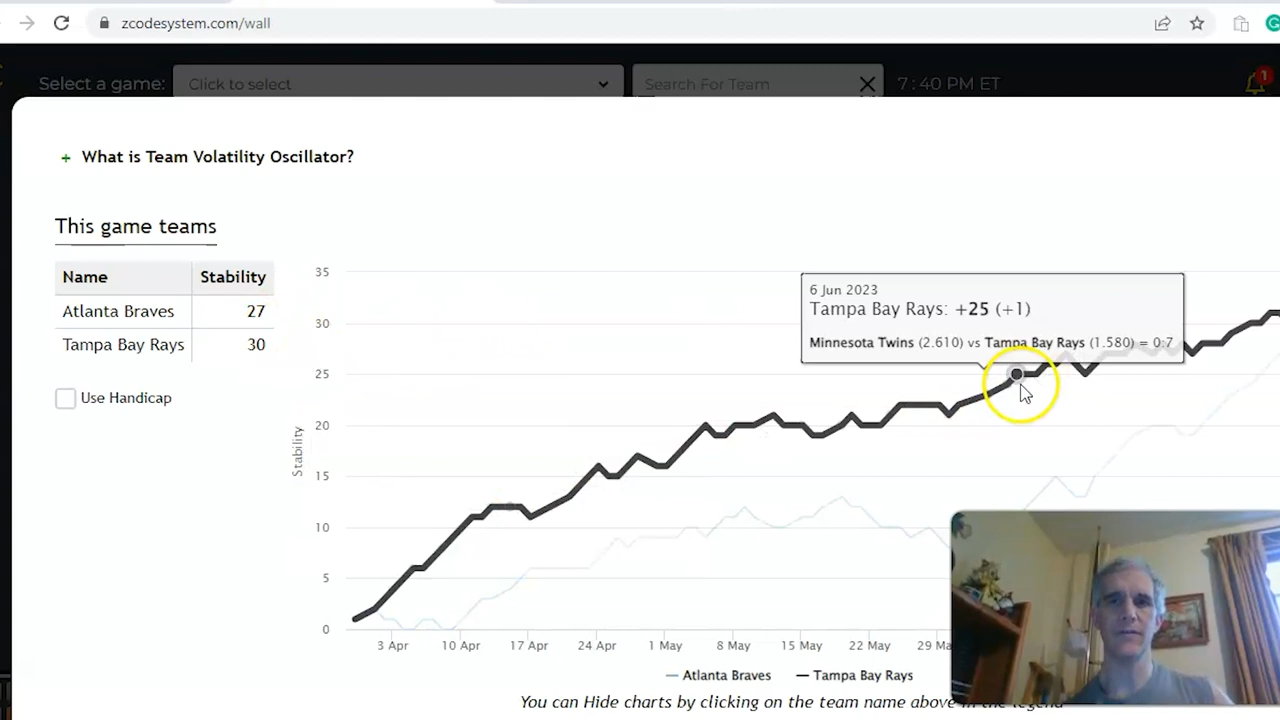 zcodesystem.com/wall
Select a game:
Click to select
Search For Team
7:40 PM ET
1
+ What is Team Volatility Oscillator?
This game teams
Name Stability
Atlanta Braves 27
Tampa Bay Rays 30
Use Handicap
Stability
35
30
25
20
15
10
5
0
6 Jun 2023
Tampa Bay Rays: +25 (+1)
Minnesota Twins (2.610) vs Tampa Bay Rays (1.580) = 0:7
3 Apr 10 Apr 17 Apr 24 Apr 1 May 8 May 15 May 22 May 29 Ma
Atlanta Braves Tampa Bay Rays
You can Hide charts by clicking on the team name above in the legend